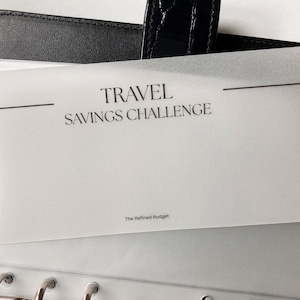 TRAVEL
SAVINGS CHALLENGE
The Refined Budget